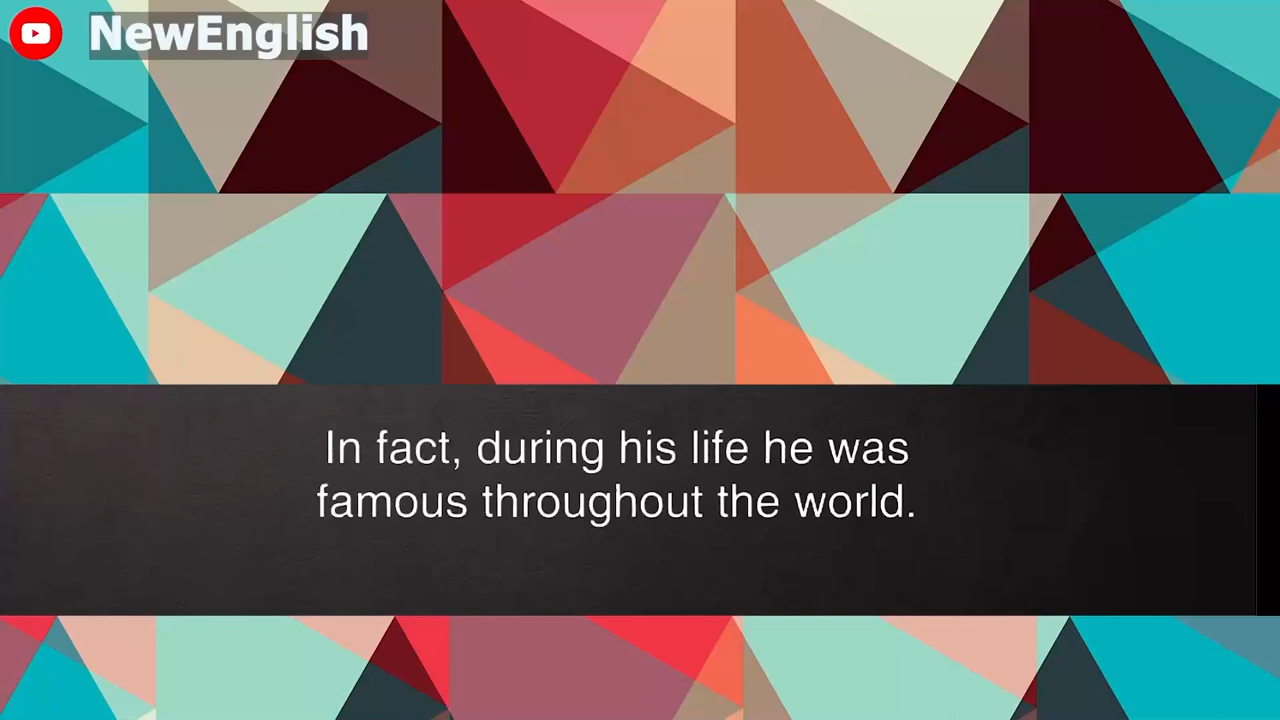 NewEnglish
In fact, during his life he was
famous throughout the world.